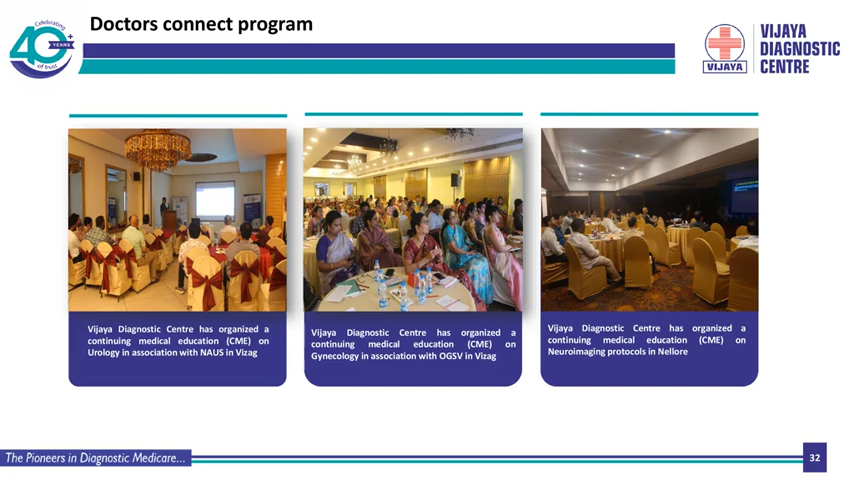 Doctors connect program
Celebrating
40+
YEARS
of trust
VIJAYA
VIJAYA
DIAGNOSTIC
CENTRE
Vijaya Diagnostic Centre has organized a
continuing medical education (CME) on
Urology in association with NAUS in Vizag
Vijaya Diagnostic Centre has organized a
continuing medical education (CME) on
Gynecology in association with OGSV in Vizag
Vijaya Diagnostic Centre has organized a
continuing medical education (CME) on
Neuroimaging protocols in Nellore
The Pioneers in Diagnostic Medicare...
32